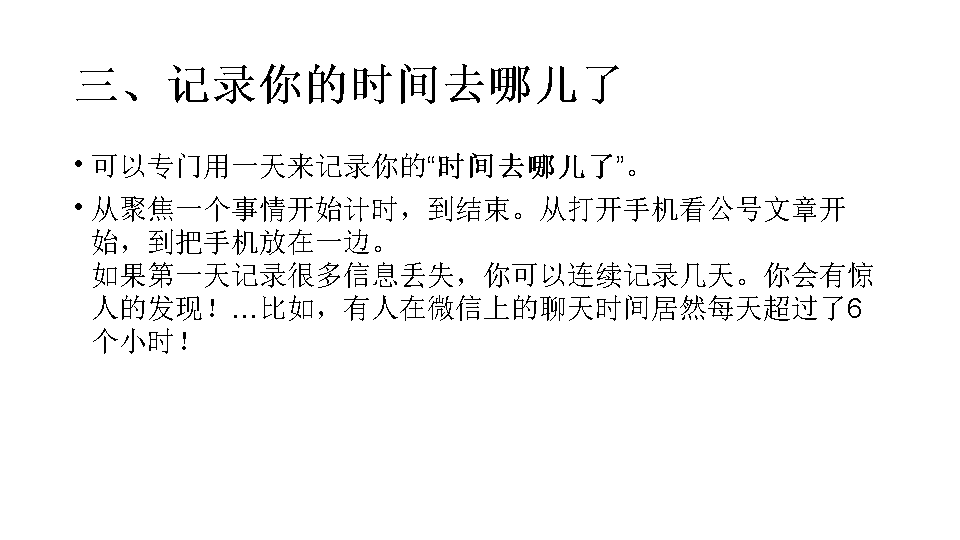 三、记录你的时间去哪儿了
• 可以专门用一天来记录你的“时间去哪儿了”。
• 从聚焦一个事情开始计时，到结束。从打开手机看公号文章开
始，到把手机放在一边。
如果第一天记录很多信息丢失，你可以连续记录几天。你会有惊
人的发现！…比如，有人在微信上的聊天时间居然每天超过了6
个小时！